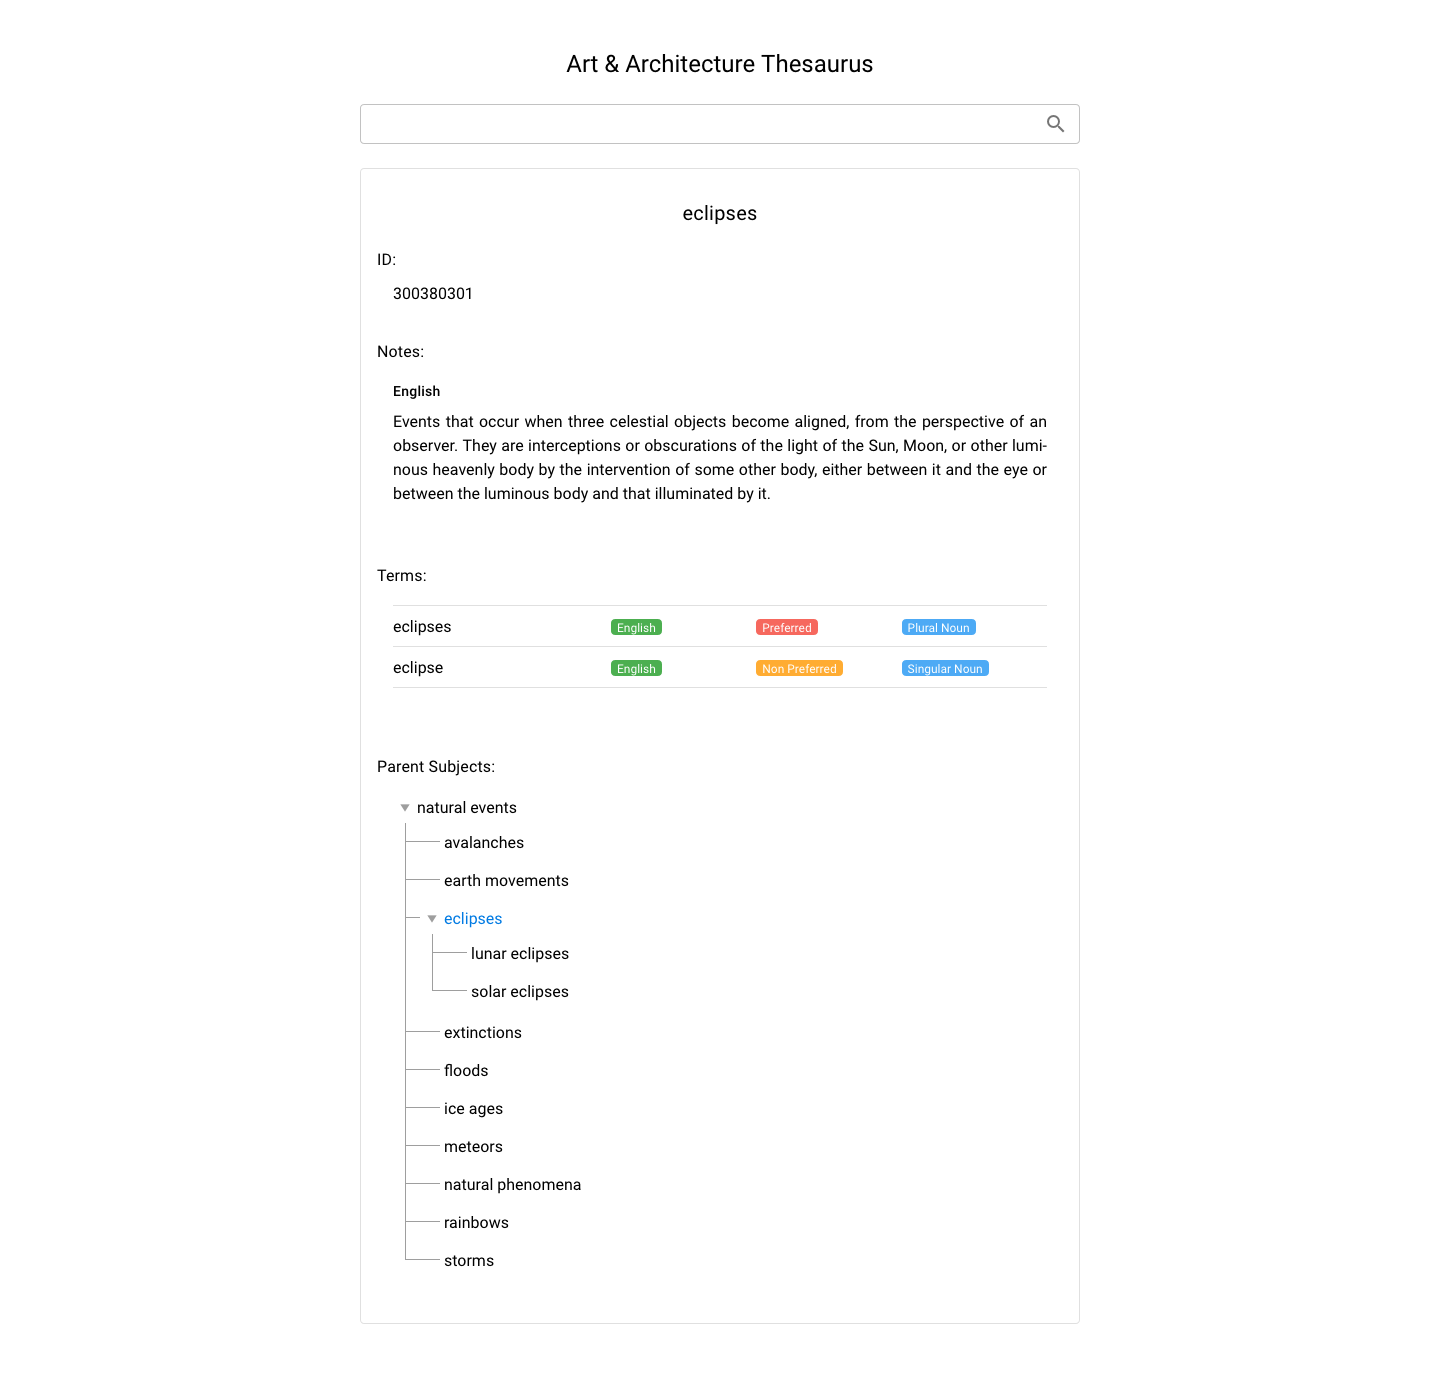 Art & Architecture Thesaurus
eclipses
ID:
300380301
Notes:
English
Events that occur when three celestial objects become aligned, from the perspective of an
observer. They are interceptions or obscurations of the light of the Sun, Moon, or other lumi-
nous heavenly body by the intervention of some other body, either between it and the eye or
between the luminous body and that illuminated by it.
Terms:
eclipses English Preferred Plural Noun
eclipse English Non Preferred Singular Noun
Parent Subjects:
natural events
avalanches
earth movements
eclipses
lunar eclipses
solar eclipses
extinctions
floods
ice ages
meteors
natural phenomena
rainbows
storms